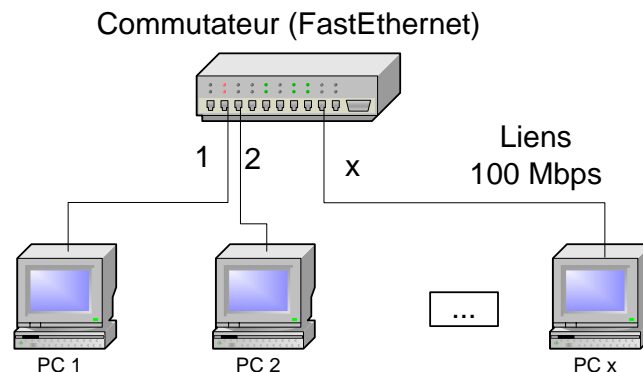 Commutateur (FastEthernet)
1
2
x
Liens
100 Mbps
...
PC 1
PC 2
PC x